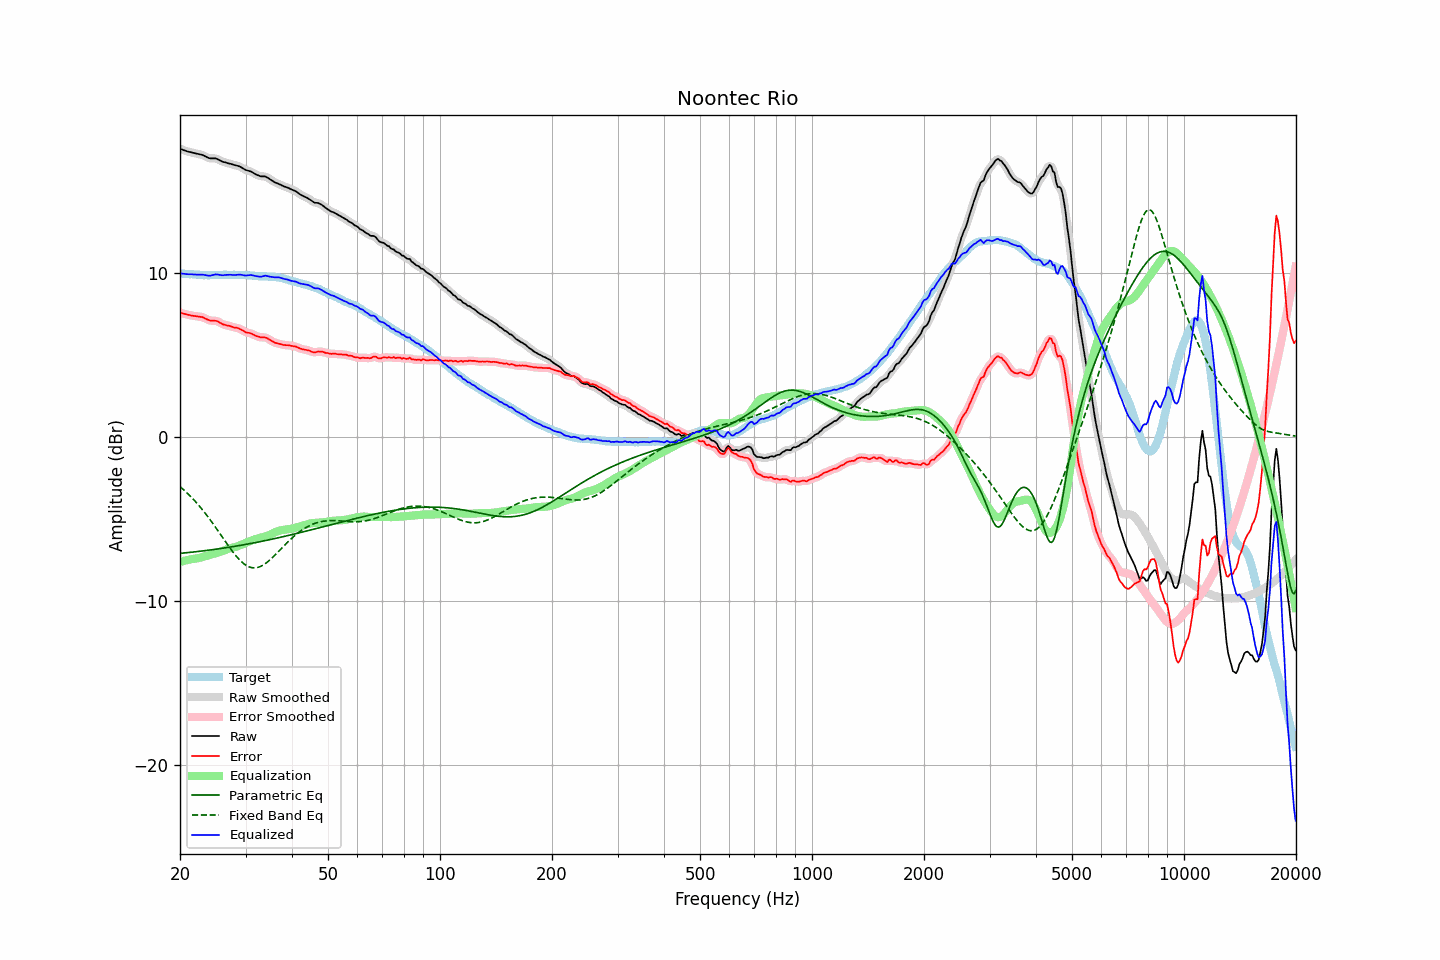 Noontec Rio
Amplitude (dBr)
10
0
−10
−20
Target
Raw Smoothed
Error Smoothed
Raw
Error
Equalization
Parametric Eq
Fixed Band Eq
Equalized
20 50 100 200 500 1000 2000 5000 10000 20000
Frequency (Hz)